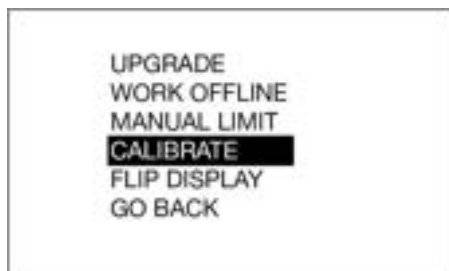 UPGRADE
WORK OFFLINE
MANUAL LIMIT
CALIBRATE
FLIP DISPLAY
GO BACK